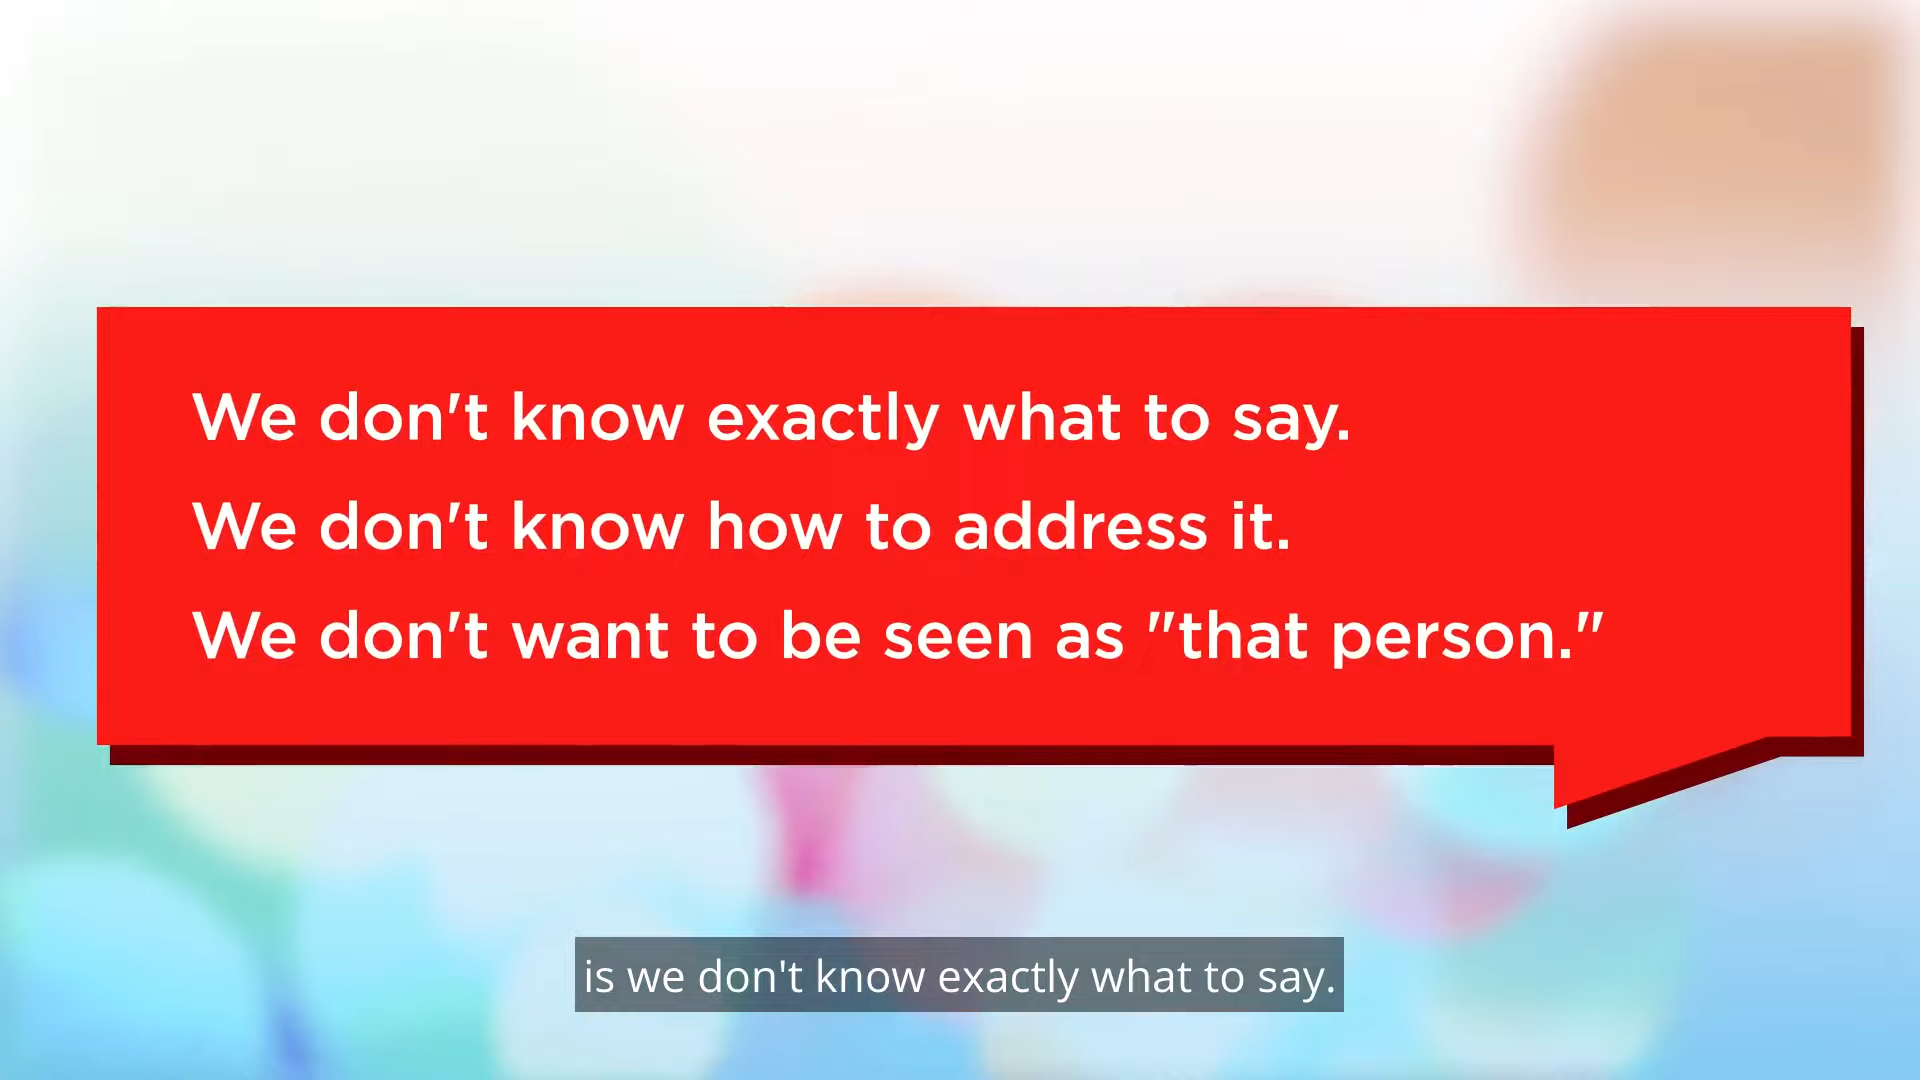 We don't know exactly what to say.
We don't know how to address it.
We don't want to be seen as "that person."
is we don't know exactly what to say.